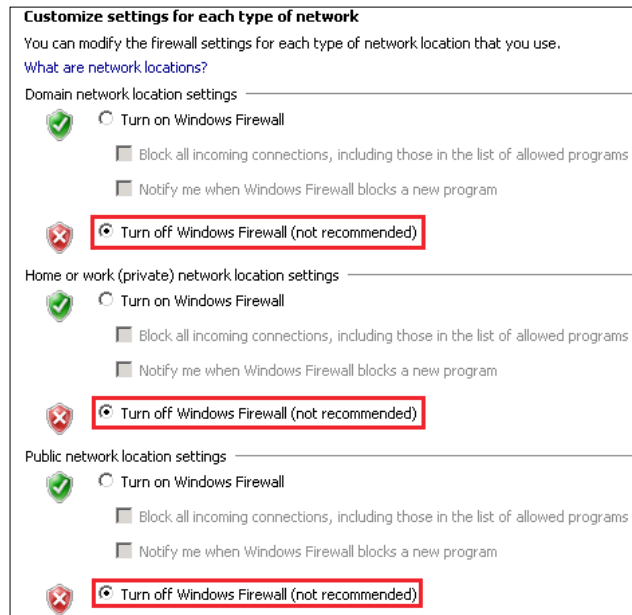 Customize settings for each type of network
You can modify the firewall settings for each type of network location that you use.
What are network locations?
Domain network location settings
Turn on Windows Firewall
Block all incoming connections, including those in the list of allowed programs
Notify me when Windows Firewall blocks a new program
Turn off Windows Firewall (not recommended)
Home or work (private) network location settings
Turn on Windows Firewall
Block all incoming connections, including those in the list of allowed programs
Notify me when Windows Firewall blocks a new program
Turn off Windows Firewall (not recommended)
Public network location settings
Turn on Windows Firewall
Block all incoming connections, including those in the list of allowed programs
Notify me when Windows Firewall blocks a new program
Turn off Windows Firewall (not recommended)